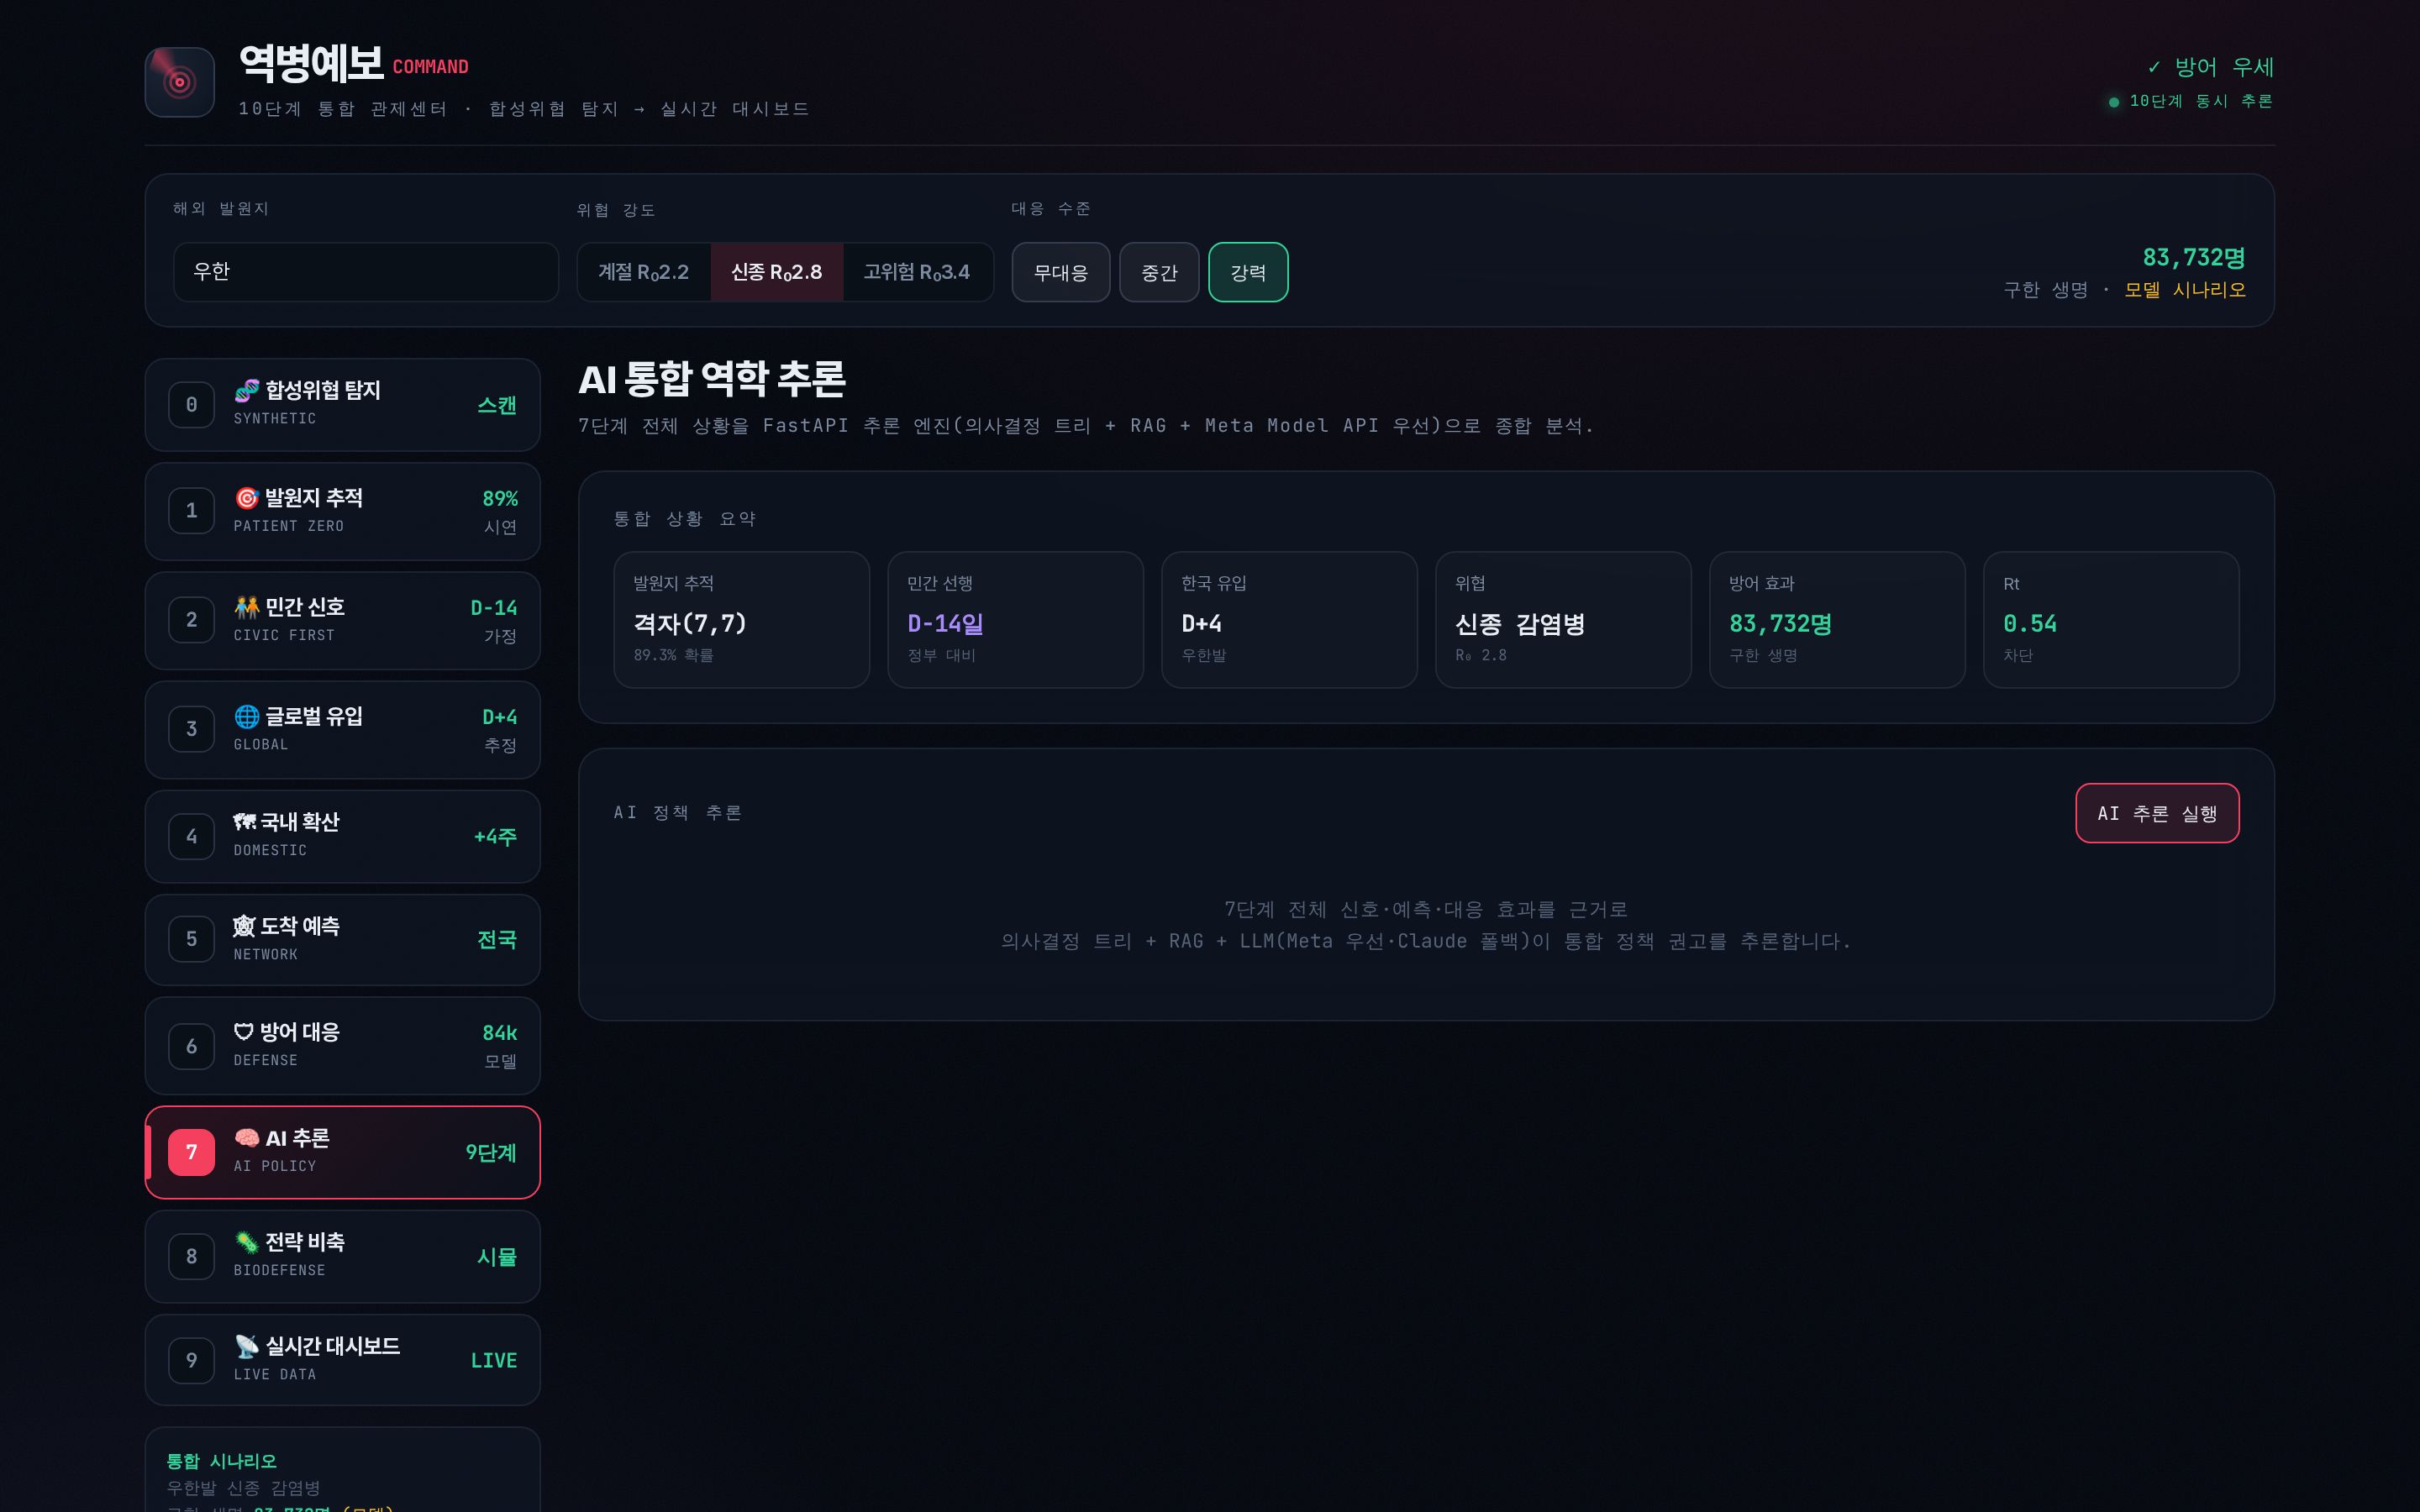 역병예보 COMMAND
10단계 통합 관제센터 · 합성위협 탐지 → 실시간 대시보드
✓ 방어 우세
10단계 동시 추론
해외 발원지
우한
위협 강도
계절 R₀2.2 신종 R₀2.8 고위험 R₀3.4
대응 수준
무대응 중간 강력
83,732명
구한 생명 · 모델 시나리오
0 합성위협 탐지 스캔
SYNTHETIC
1 발원지 추적 89%
PATIENT ZERO 시연
2 민간 신호 D-14
CIVIC FIRST 가정
3 글로벌 유입 D+4
GLOBAL 추정
4 국내 확산 +4주
DOMESTIC
5 도착 예측 전국
NETWORK
6 방어 대응 84k
DEFENSE 모델
7 AI 추론 9단계
AI POLICY
8 전략 비축 시뮬
BIODEFENSE
9 실시간 대시보드 LIVE
LIVE DATA
통합 시나리오
우한발 신종 감염병
구한 생명 83,732명 (모델)
AI 통합 역학 추론
7단계 전체 상황을 FastAPI 추론 엔진(의사결정 트리 + RAG + Meta Model API 우선)으로 종합 분석.
통합 상황 요약
발원지 추적
격자(7,7)
89.3% 확률
민간 선행
D-14일
정부 대비
한국 유입
D+4
우한발
위협
신종 감염병
R₀ 2.8
방어 효과
83,732명
구한 생명
Rt
0.54
차단
AI 정책 추론
AI 추론 실행
7단계 전체 신호·예측·대응 효과를 근거로
의사결정 트리 + RAG + LLM(Meta 우선·Claude 폴백)이 통합 정책 권고를 추론합니다.